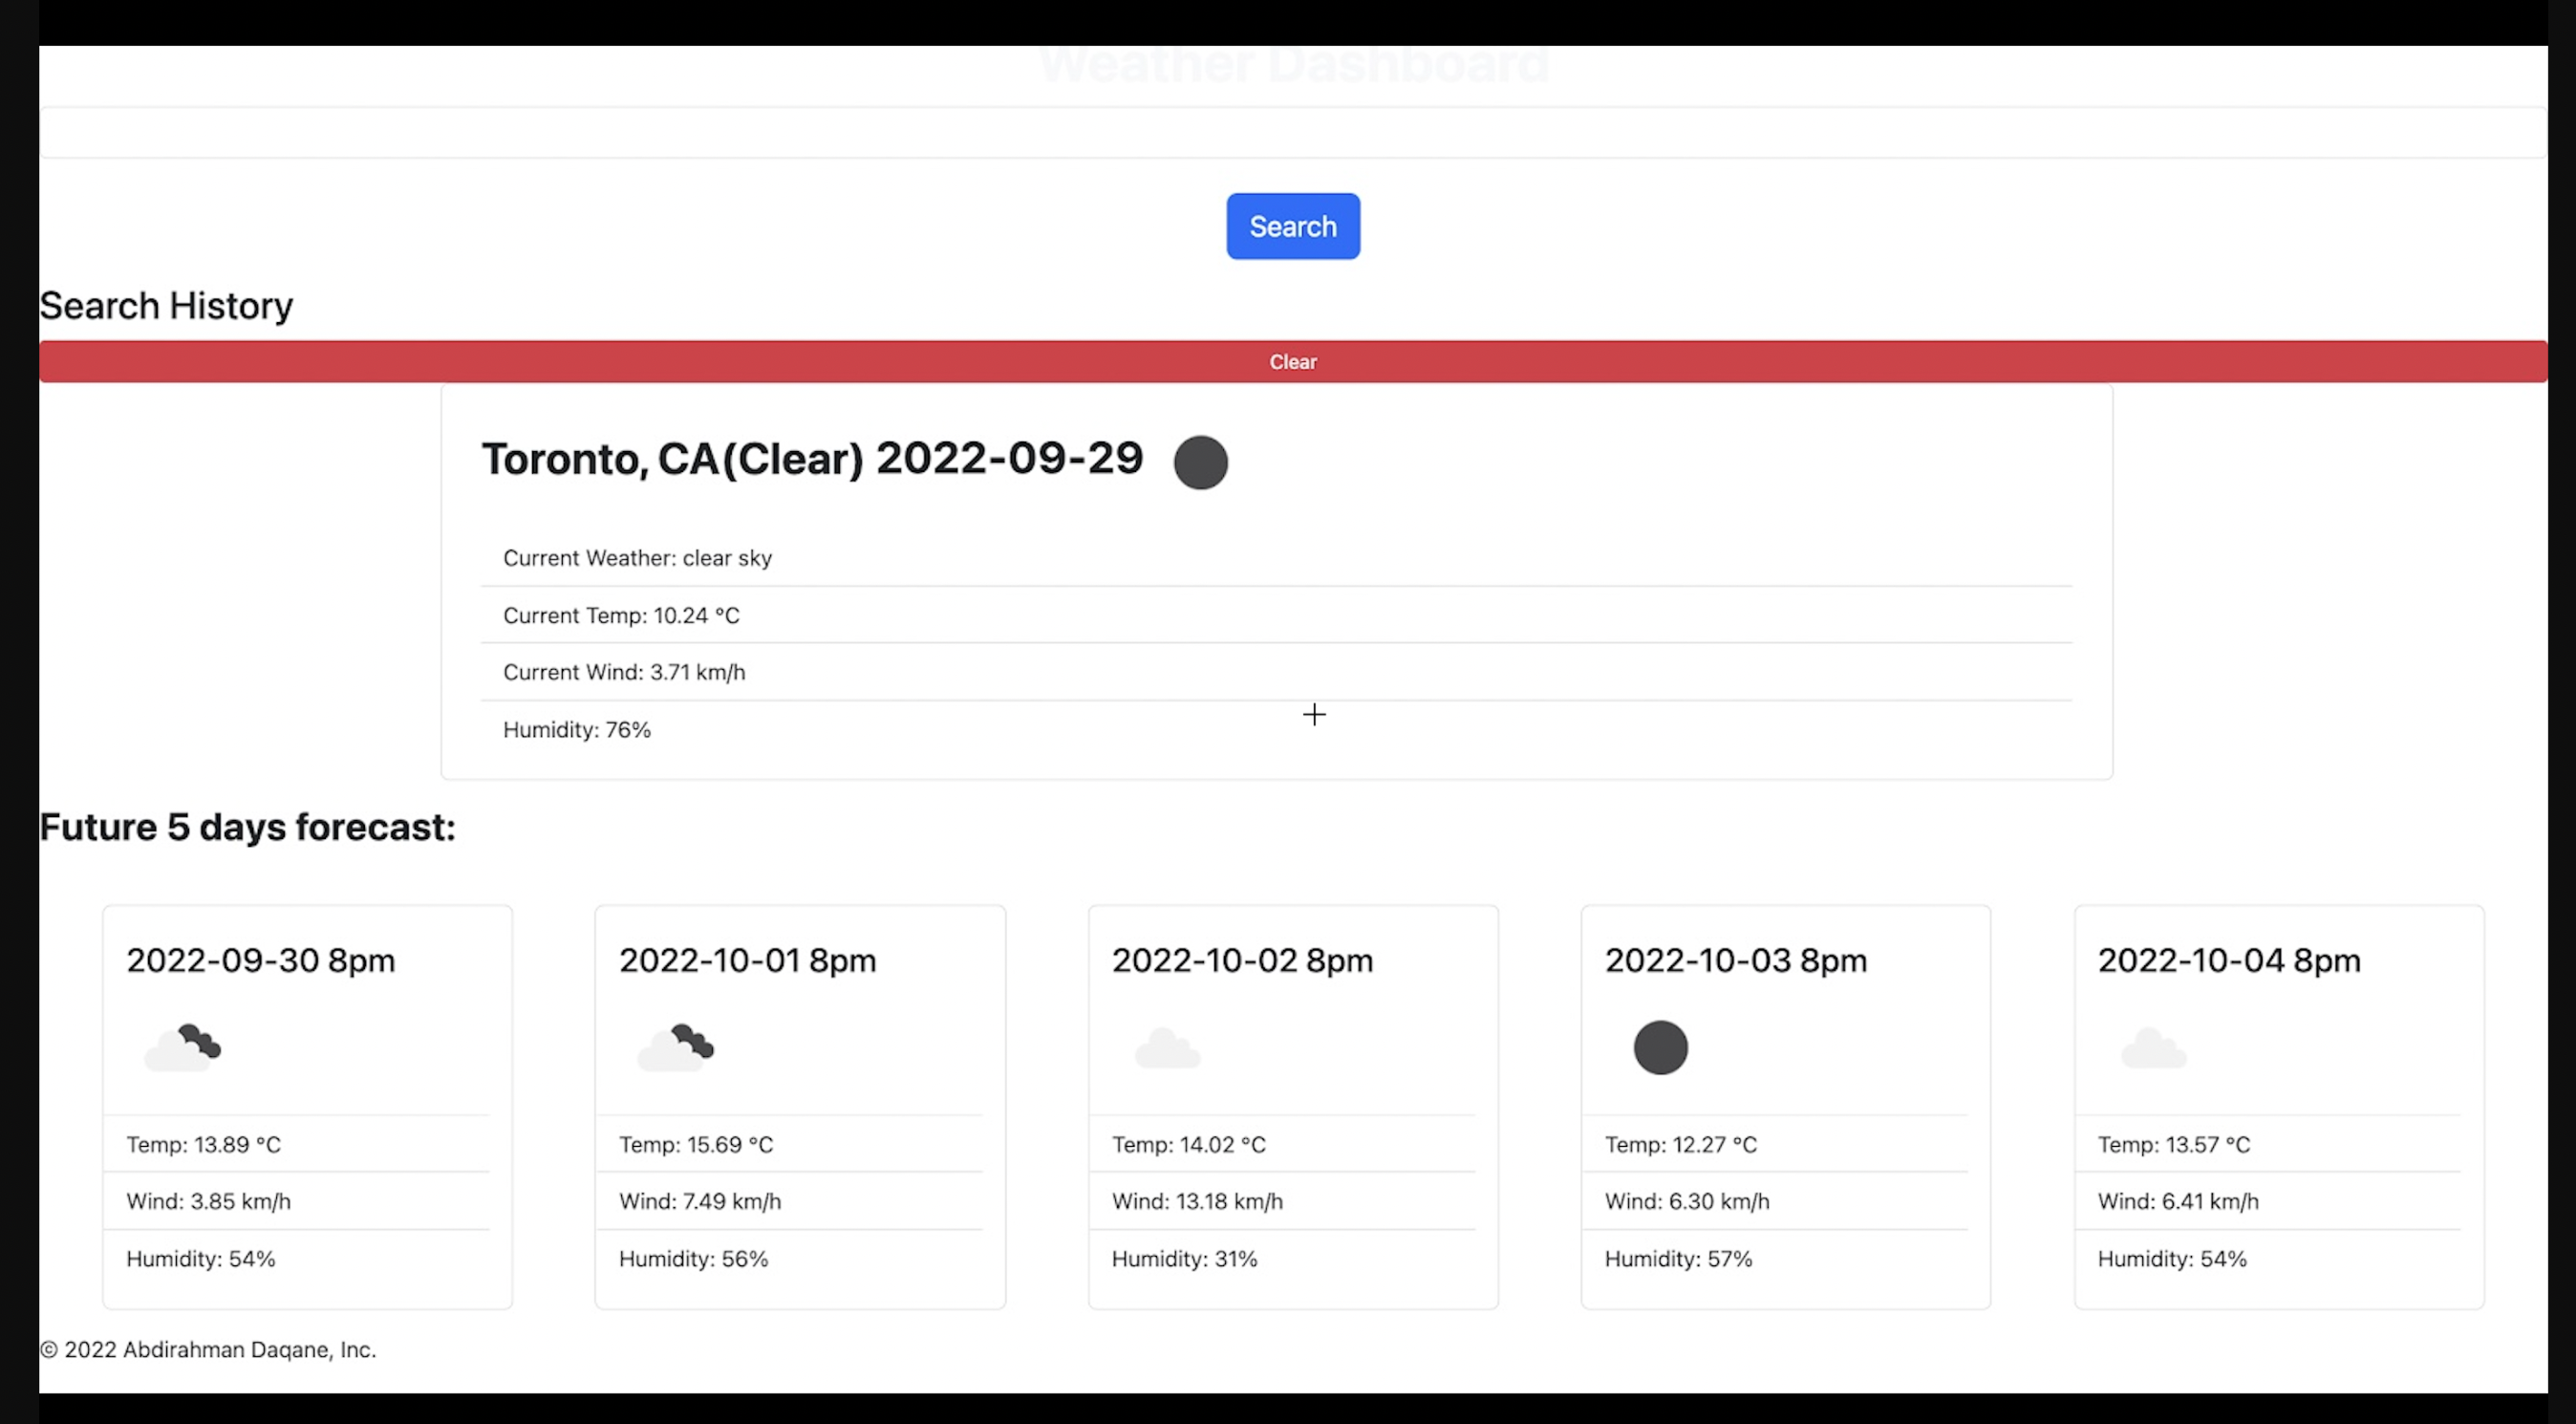 Weather Dashboard
Search
Search History
Clear
Toronto, CA(Clear) 2022-09-29
Current Weather: clear sky
Current Temp: 10.24 °C
Current Wind: 3.71 km/h
Humidity: 76%
Future 5 days forecast:
2022-09-30 8pm
Temp: 13.89 °C
Wind: 3.85 km/h
Humidity: 54%
2022-10-01 8pm
Temp: 15.69 °C
Wind: 7.49 km/h
Humidity: 56%
2022-10-02 8pm
Temp: 14.02 °C
Wind: 13.18 km/h
Humidity: 31%
2022-10-03 8pm
Temp: 12.27 °C
Wind: 6.30 km/h
Humidity: 57%
2022-10-04 8pm
Temp: 13.57 °C
Wind: 6.41 km/h
Humidity: 54%
© 2022 Abdirahman Daqane, Inc.